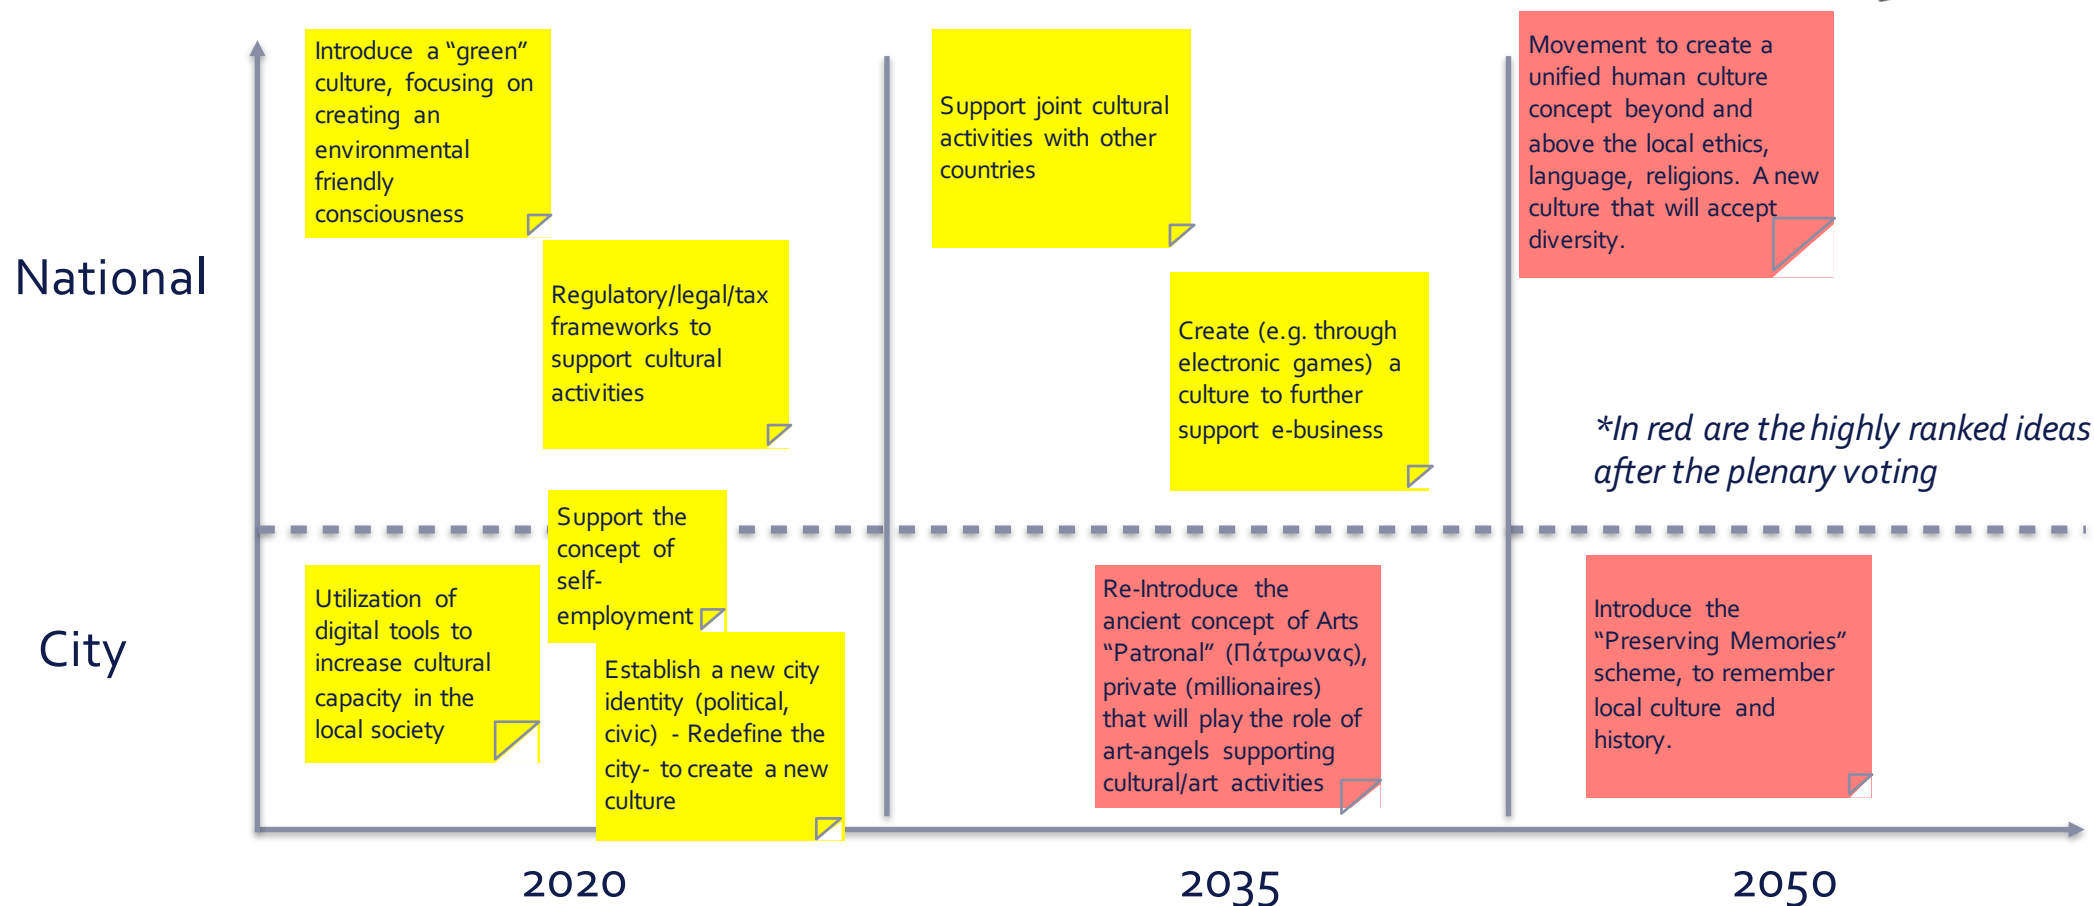 Introduce a “green”
culture, focusing on
creating an
environmental
friendly
consciousness
Support joint cultural
activities with other
countries
Movement to create a
unified human culture
concept beyond and
above the local ethics,
language, religions. A new
culture that will accept
diversity.
National
Regulatory/legal/tax
frameworks to
support cultural
activities
Create (e.g. through
electronic games) a
culture to further
support e-business
*In red are the highly ranked ideas
after the plenary voting
City
Utilization of
digital tools to
increase cultural
capacity in the
local society
Support the
concept of
self-
employment
Establish a new city
identity (political,
civic) - Redefine the
city- to create a new
culture
Re-Introduce the
ancient concept of Arts
“Patronal” (Πάτρωνας),
private (millionaires)
that will play the role of
art-angels supporting
cultural/art activities
Introduce the
“Preserving Memories”
scheme, to remember
local culture and
history.
2020
2035
2050